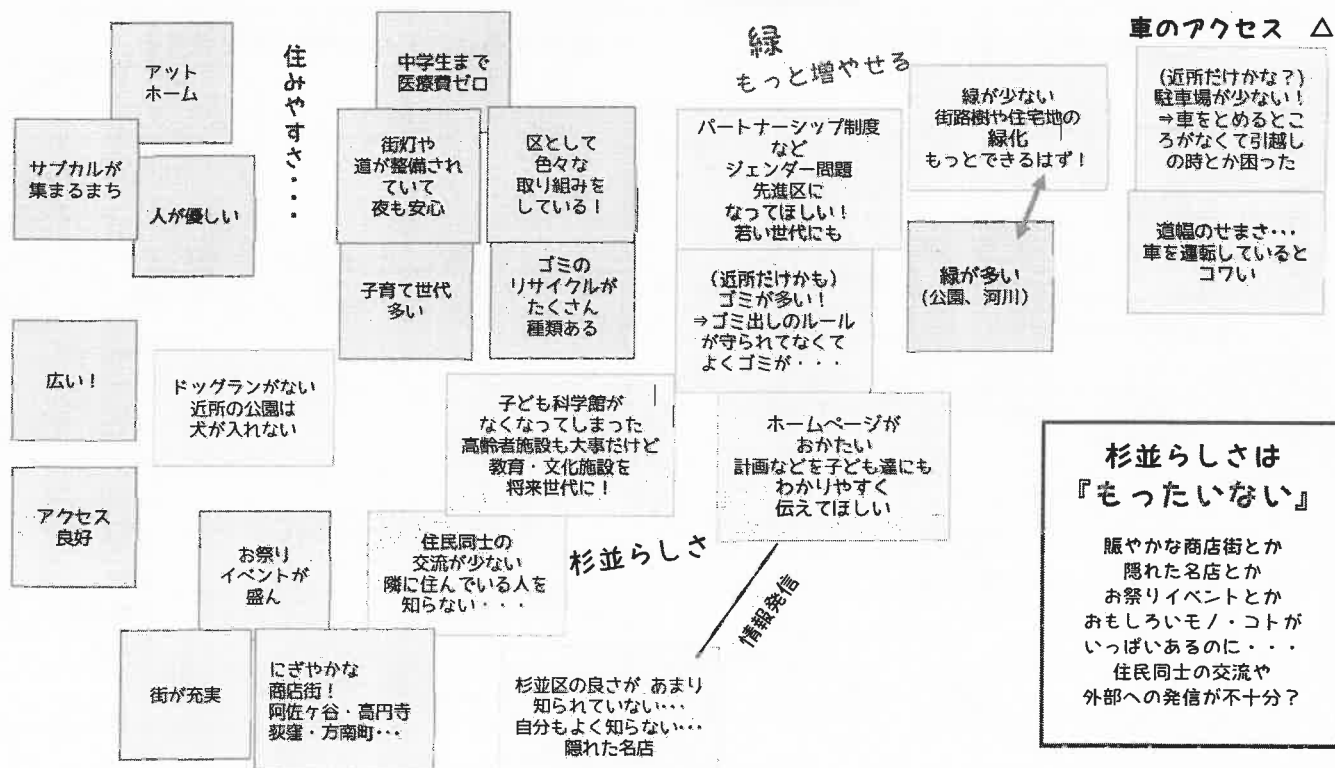 アット
ホーム
サブカルが
集まるまち
人が優しい
住みやすさ・・・
中学生まで
医療費ゼロ
街灯や
道が整備され
ていて
夜も安心
区として
色々な
取り組みを
している！
子育て世代
多い
ゴミの
リサイクルが
たくさん
種類ある
緑
もっと増やせる
パートナーシップ制度
など
ジェンダー問題
先進区に
なってほしい！
若い世代にも
緑が少ない
街路樹や住宅地の
緑化
もっとできるはず！
緑が多い
(公園、河川)
(近所だけかも)
ゴミが多い！
⇒ゴミ出しのルール
が守られてなくて
よくゴミが・・・
車のアクセス △
(近所だけかな？)
駐車場が少ない！
⇒車をとめるとこ
ろがなくて引越し
の時とか困った
道幅のせまさ・・・
車を運転していると
コワい
広い！
ドッグランがない
近所の公園は
犬が入れない
アクセス
良好
子ども科学館が
なくなってしまった
高齢者施設も大事だけど
教育・文化施設を
将来世代に！
ホームページが
おかたい
計画などを子ども達にも
わかりやすく
伝えてほしい
お祭り
イベントが
盛ん
住民同士の
交流が少ない
隣に住んでいる人を
知らない・・・
杉並らしさ
情報発信
街が充実
にぎやかな
商店街！
阿佐ヶ谷・高円寺
荻窪・方南町・・・
杉並区の良さが あまり
知られていない・・・
自分もよく知らない・・・
隠れた名店
杉並らしさは
『もったいない』
賑やかな商店街とか
隠れた名店とか
お祭りイベントとか
おもしろいモノ・コトが
いっぱいあるのに・・・
住民同士の交流や
外部への発信が不十分？